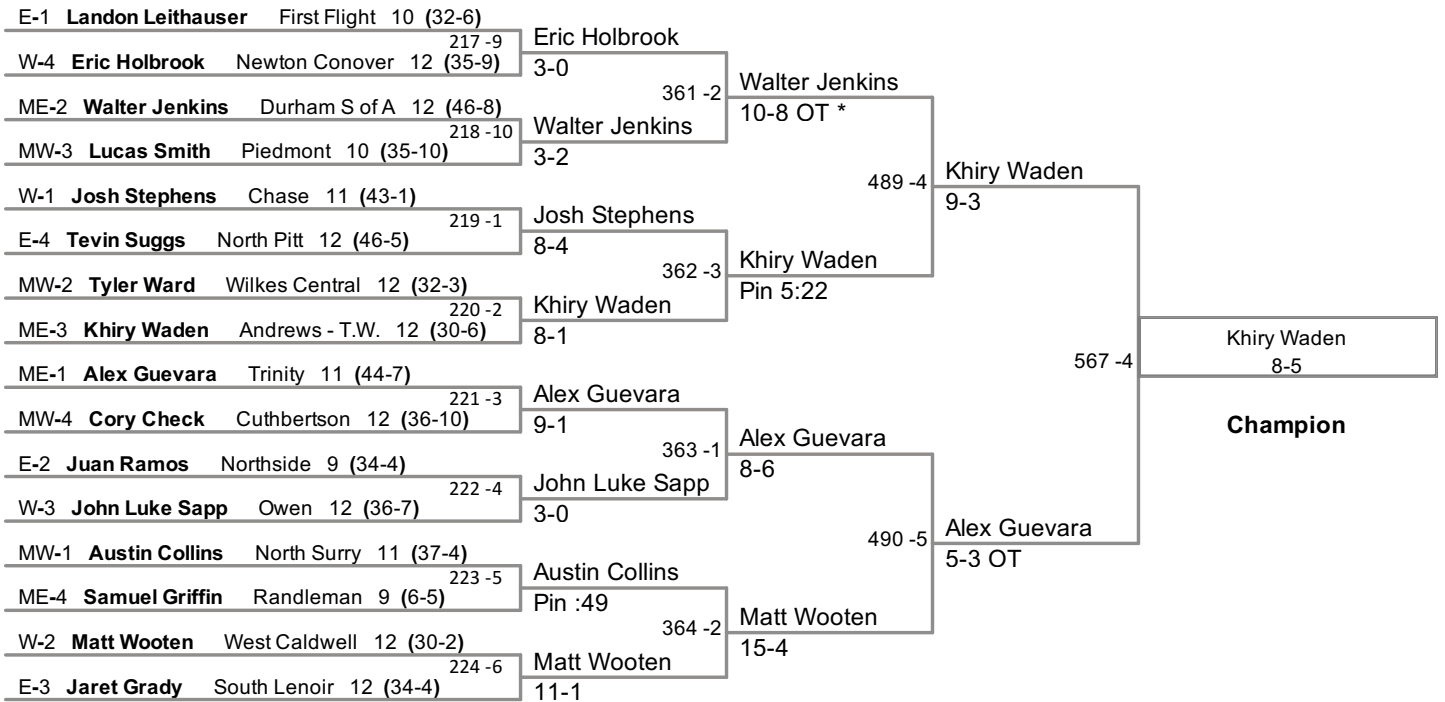 E-1 Landon Leithauser First Flight 10 (32-6)
217 -9
W-4 Eric Holbrook Newton Conover 12 (35-9)
Eric Holbrook
3-0
361 -2
ME-2 Walter Jenkins Durham S of A 12 (46-8)
218 -10
MW-3 Lucas Smith Piedmont 10 (35-10)
Walter Jenkins
3-2
Walter Jenkins
10-8 OT *
489 -4
W-1 Josh Stephens Chase 11 (43-1)
219 -1
E-4 Tevin Suggs North Pitt 12 (46-5)
Josh Stephens
8-4
362 -3
MW-2 Tyler Ward Wilkes Central 12 (32-3)
220 -2
ME-3 Khiry Waden Andrews - T.W. 12 (30-6)
Khiry Waden
8-1
Khiry Waden
Pin 5:22
Khiry Waden
9-3
567 -4
ME-1 Alex Guevara Trinity 11 (44-7)
221 -3
MW-4 Cory Check Cuthbertson 12 (36-10)
Alex Guevara
9-1
363 -1
E-2 Juan Ramos Northside 9 (34-4)
222 -4
W-3 John Luke Sapp Owen 12 (36-7)
John Luke Sapp
3-0
Alex Guevara
8-6
490 -5
MW-1 Austin Collins North Surry 11 (37-4)
223 -5
ME-4 Samuel Griffin Randleman 9 (6-5)
Austin Collins
Pin :49
364 -2
W-2 Matt Wooten West Caldwell 12 (30-2)
224 -6
E-3 Jaret Grady South Lenoir 12 (34-4)
Matt Wooten
11-1
Matt Wooten
15-4
Alex Guevara
5-3 OT
Khiry Waden
8-5
Champion